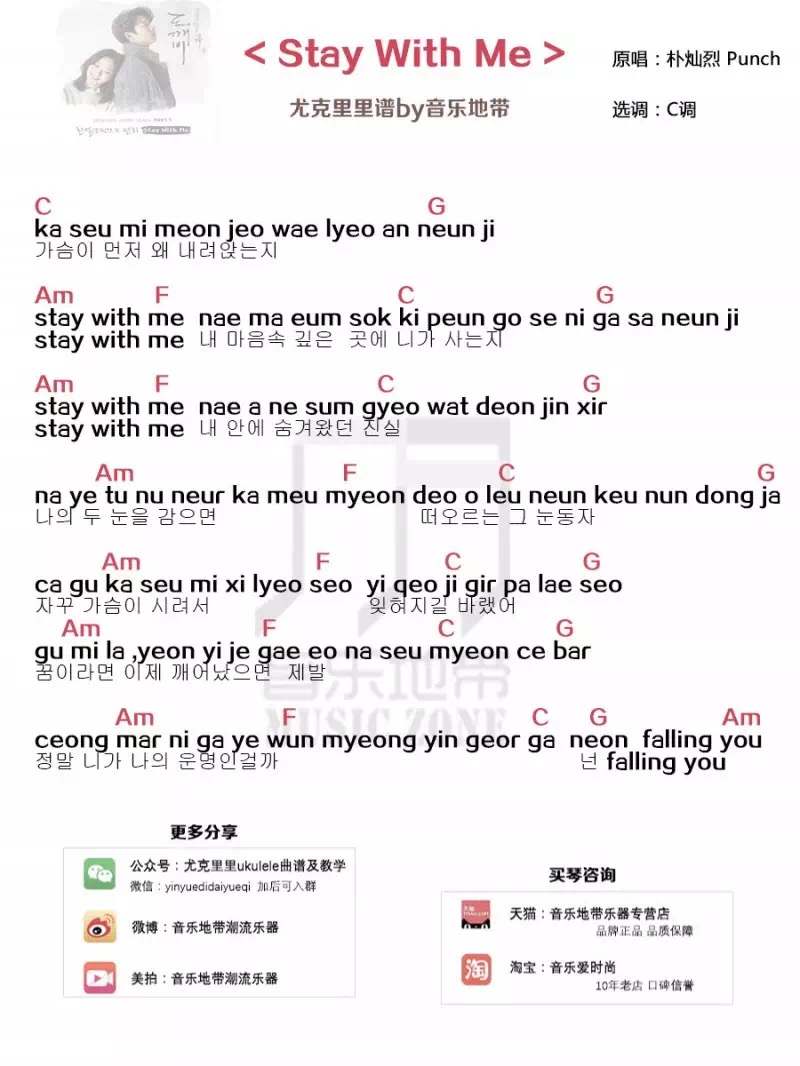 도깨비
ORIGINAL SOUND TRACK PART.1
Stay With Me
< Stay With Me >
原唱：朴灿烈 Punch
尤克里里谱by音乐地带
选调：C调
C G
ka seu mi meon jeo wae lyeo an neun ji
가슴이 먼저 왜 내려앉는지
Am F C G
stay with me nae ma eum sok ki peun go se ni ga sa neun ji
stay with me 내 마음속 깊은 곳에 니가 사는지
Am F C G
stay with me nae a ne sum gyeo wat deon jin xir
stay with me 내 안에 숨겨왔던 진실
Am F C G
na ye tu nu neur ka meu myeon deo o leu neun keu nun dong ja
나의 두 눈을 감으면 떠오르는 그 눈동자
Am F C G
ca gu ka seu mi xi lyeo seo yi qeo ji gir pa lae seo
자꾸 가슴이 시려서 잊혀지길 바랬어
Am F C G
gu mi la ,yeon yi je gae eo na seu myeon ce bar
꿈이라면 이제 깨어났으면 제발
Am F C G Am
ceong mar ni ga ye wun myeong yin geor ga neon falling you
정말 니가 나의 운명인걸까 넌 falling you
音乐地带
MUSIC ZONE
更多分享
公众号：尤克里里ukulele曲谱及教学
微信：yinyuedidaiyueqi 加后可入群
微博：音乐地带潮流乐器
美拍：音乐地带潮流乐器
买琴咨询
天猫：音乐地带乐器专营店
品牌正品 品质保障
淘
淘宝：音乐爱时尚
10年老店 口碑信誉